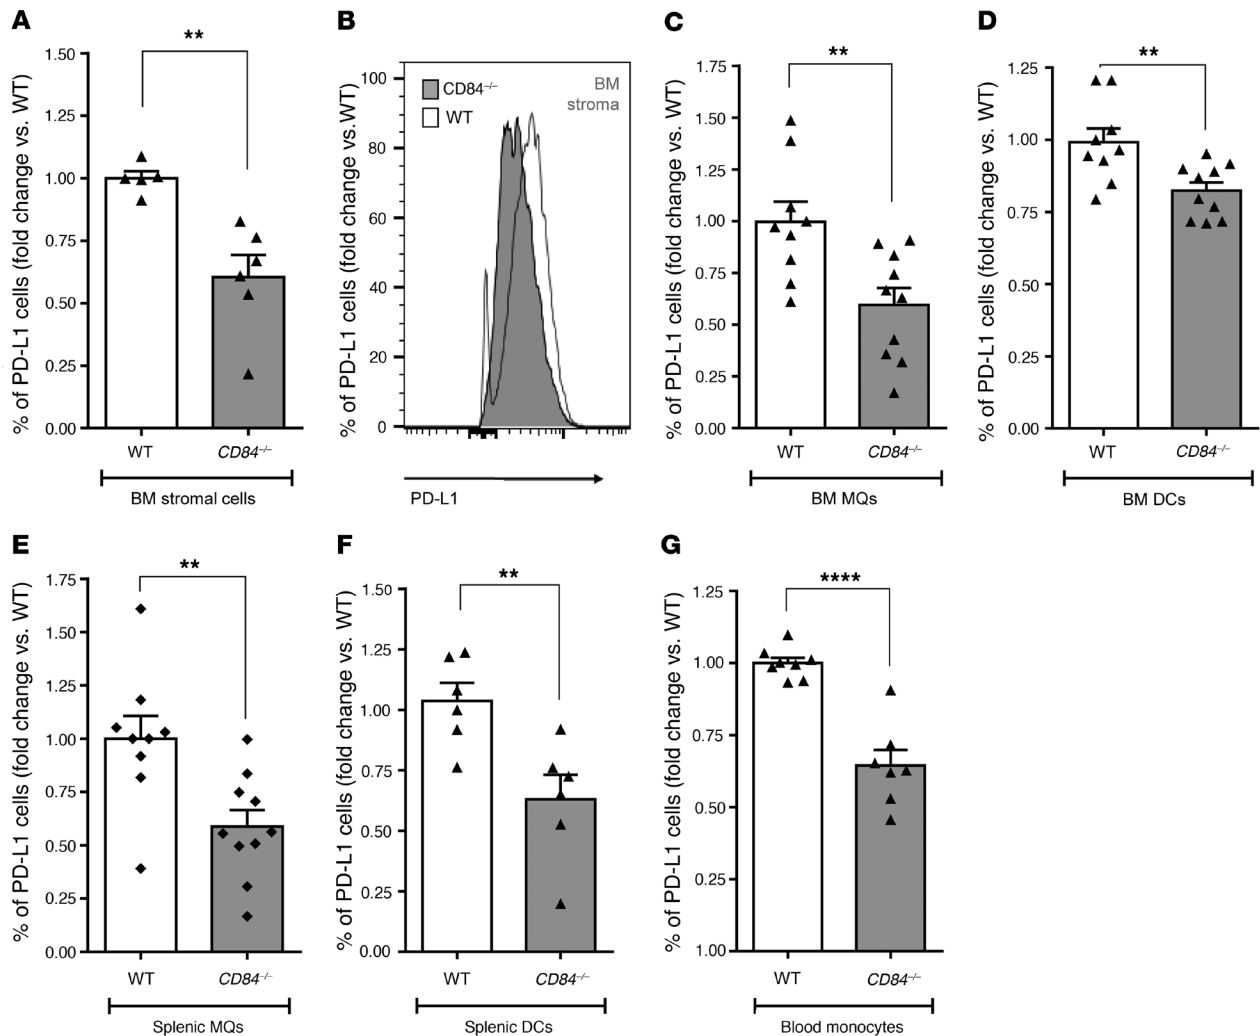 A
% of PD-L1 cells (fold change vs. WT)
1.50
1.25
1.00
0.75
0.50
0.25
0.00
**
WT
CD84–/–
BM stromal cells
B
% of PD-L1 cells (fold change vs.WT)
100
80
60
40
20
0
CD84–/–
WT
BM
stroma
PD-L1
C
% of PD-L1 cells (fold change vs. WT)
1.75
1.50
1.25
1.00
0.75
0.50
0.25
0.00
**
WT
CD84–/–
BM MQs
D
% of PD-L1 cells (fold change vs. WT)
1.25
1.00
0.75
0.50
0.25
0.00
**
WT
CD84–/–
BM DCs
E
% of PD-L1 cells (fold change vs. WT)
1.75
1.50
1.25
1.00
0.75
0.50
0.25
0.00
**
WT
CD84–/–
Splenic MQs
F
% of PD-L1 cells (fold change vs. WT)
1.50
1.25
1.00
0.75
0.50
0.25
0.00
**
WT
CD84–/–
Splenic DCs
G
% of PD-L1 cells (fold change vs. WT)
1.25
1.00
0.75
0.50
0.25
1.00
****
WT
CD84–/–
Blood monocytes